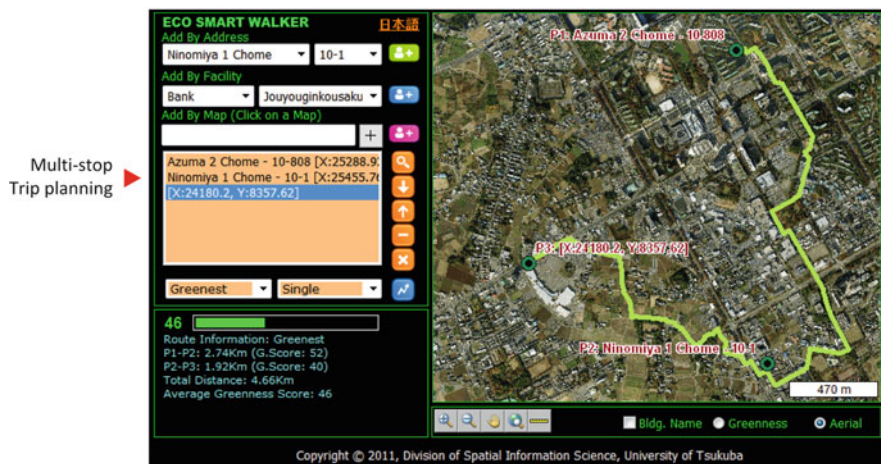 Multi-stop
Trip planning
ECO SMART WALKER
日本語
Add By Address
Ninomiya 1 Chome
10-1
Add By Facility
Bank
Jouyouginkousaku
Add By Map (Click on a Map)
Azuma 2 Chome - 10-808 [X:25288.92
Ninomiya 1 Chome - 10-1 [X:25455.76
[X:24180.2, Y:8357.62]
Greenest
Single
46
Route Information: Greenest
P1-P2: 2.74Km (G.Score: 52)
P2-P3: 1.92Km (G.Score: 40)
Total Distance: 4.66Km
Average Greenness Score: 46
P1: Azuma 2 Chome - 10-808
P3: [X:24180.2, Y:8357.62]
P2: Ninomiya 1 Chome - 10-1
470 m
Bldg. Name
Greenness
Aerial
Copyright © 2011, Division of Spatial Information Science, University of Tsukuba